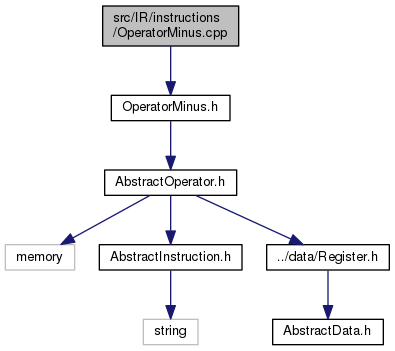 src/IR/instructions
/OperatorMinus.cpp
OperatorMinus.h
AbstractOperator.h
memory
AbstractInstruction.h
../data/Register.h
string
AbstractData.h